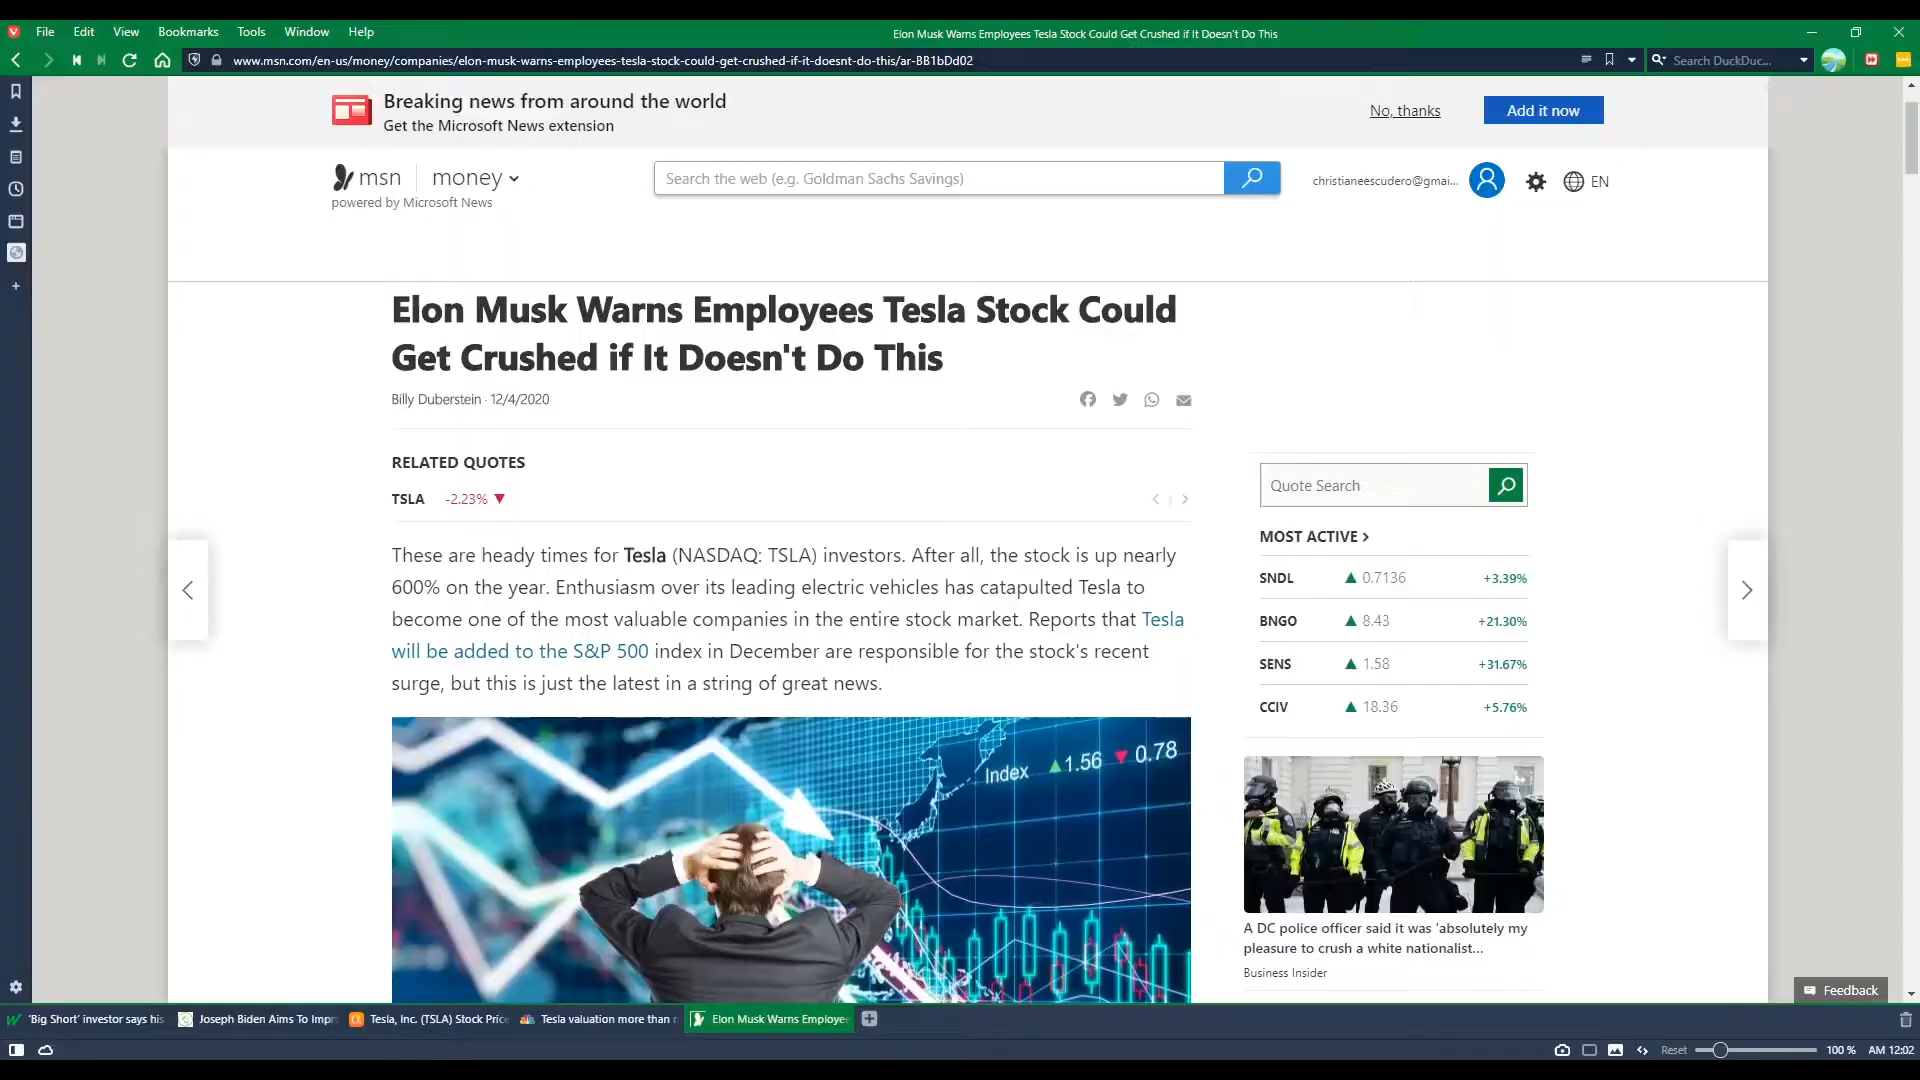 File Edit View Bookmarks Tools Window Help
Elon Musk Warns Employees Tesla Stock Could Get Crushed if It Doesn't Do This
www.msn.com/en-us/money/companies/elon-musk-warns-employees-tesla-stock-could-get-crushed-if-it-doesnt-do-this/ar-BB1bDd02
Search DuckDuc...
Breaking news from around the world
Get the Microsoft News extension
No, thanks
Add it now
msn money
powered by Microsoft News
Search the web (e.g. Goldman Sachs Savings)
christianeescudero@gmai...
EN
Elon Musk Warns Employees Tesla Stock Could
Get Crushed if It Doesn't Do This
Billy Duberstein · 12/4/2020
RELATED QUOTES
TSLA -2.23% ▼
These are heady times for Tesla (NASDAQ: TSLA) investors. After all, the stock is up nearly
600% on the year. Enthusiasm over its leading electric vehicles has catapulted Tesla to
become one of the most valuable companies in the entire stock market. Reports that Tesla
will be added to the S&P 500 index in December are responsible for the stock's recent
surge, but this is just the latest in a string of great news.
Index ▲1.56 ▼0.78
Quote Search
MOST ACTIVE >
SNDL ▲ 0.7136 +3.39%
BNGO ▲ 8.43 +21.30%
SENS ▲ 1.58 +31.67%
CCIV ▲ 18.36 +5.76%
A DC police officer said it was 'absolutely my
pleasure to crush a white nationalist...
Business Insider
Feedback
'Big Short' investor says his
Joseph Biden Aims To Impr
Tesla, Inc. (TSLA) Stock Pric
Tesla valuation more than n
Elon Musk Warns Employee
Reset 100 % AM 12:02